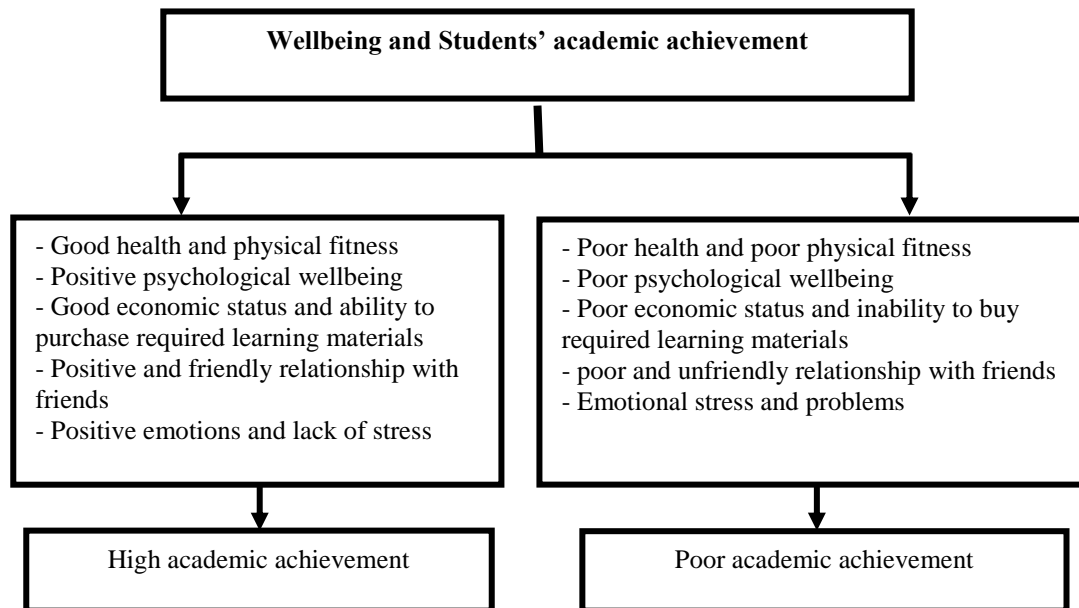 Wellbeing and Students’ academic achievement
- Good health and physical fitness
- Positive psychological wellbeing
- Good economic status and ability to
purchase required learning materials
- Positive and friendly relationship with
friends
- Positive emotions and lack of stress
- Poor health and poor physical fitness
- Poor psychological wellbeing
- Poor economic status and inability to buy
required learning materials
- poor and unfriendly relationship with friends
- Emotional stress and problems
High academic achievement
Poor academic achievement